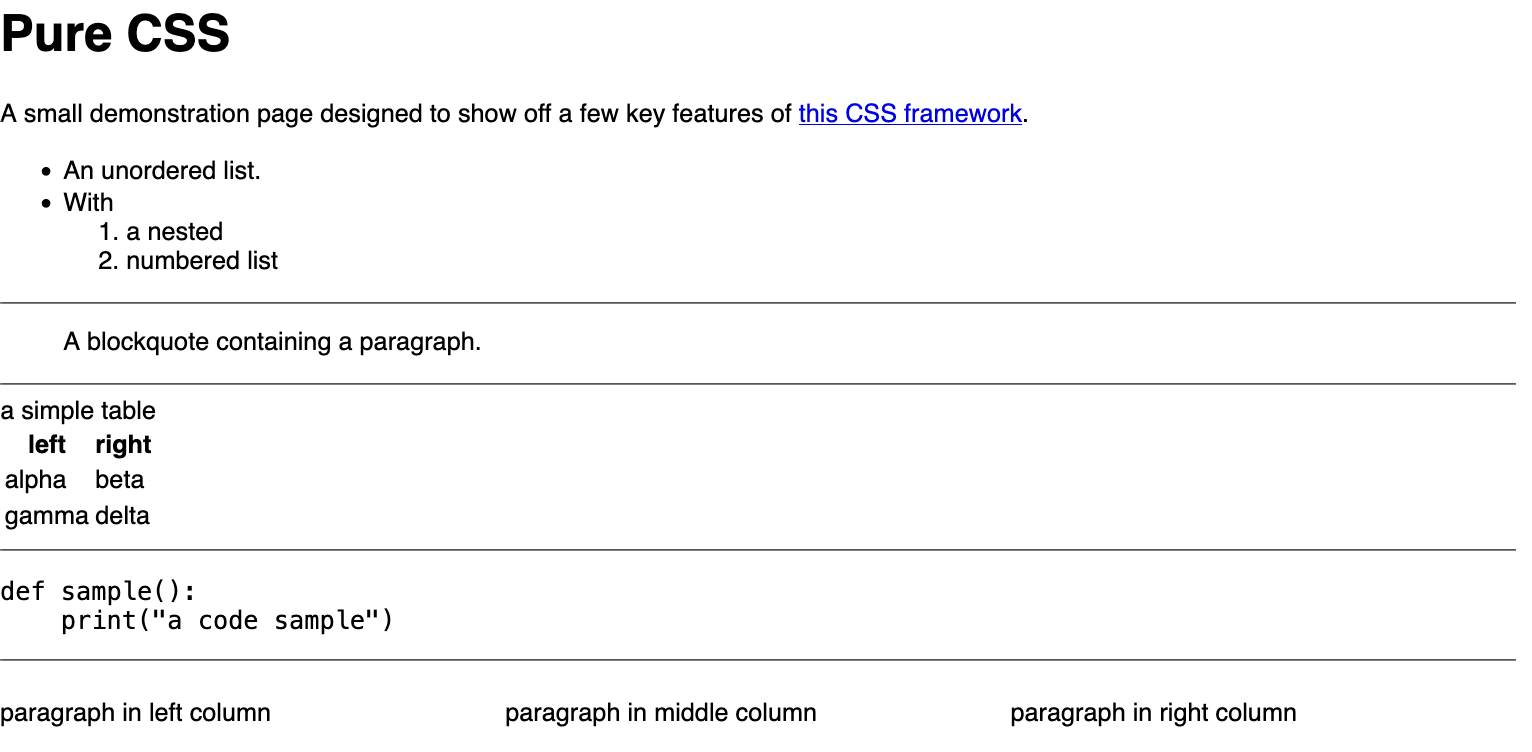 Pure CSS
A small demonstration page designed to show off a few key features of this CSS framework.
• An unordered list.
• With
1. a nested
2. numbered list
A blockquote containing a paragraph.
a simple table
left right
alpha beta
gamma delta
def sample():
    print("a code sample")
paragraph in left column paragraph in middle column paragraph in right column